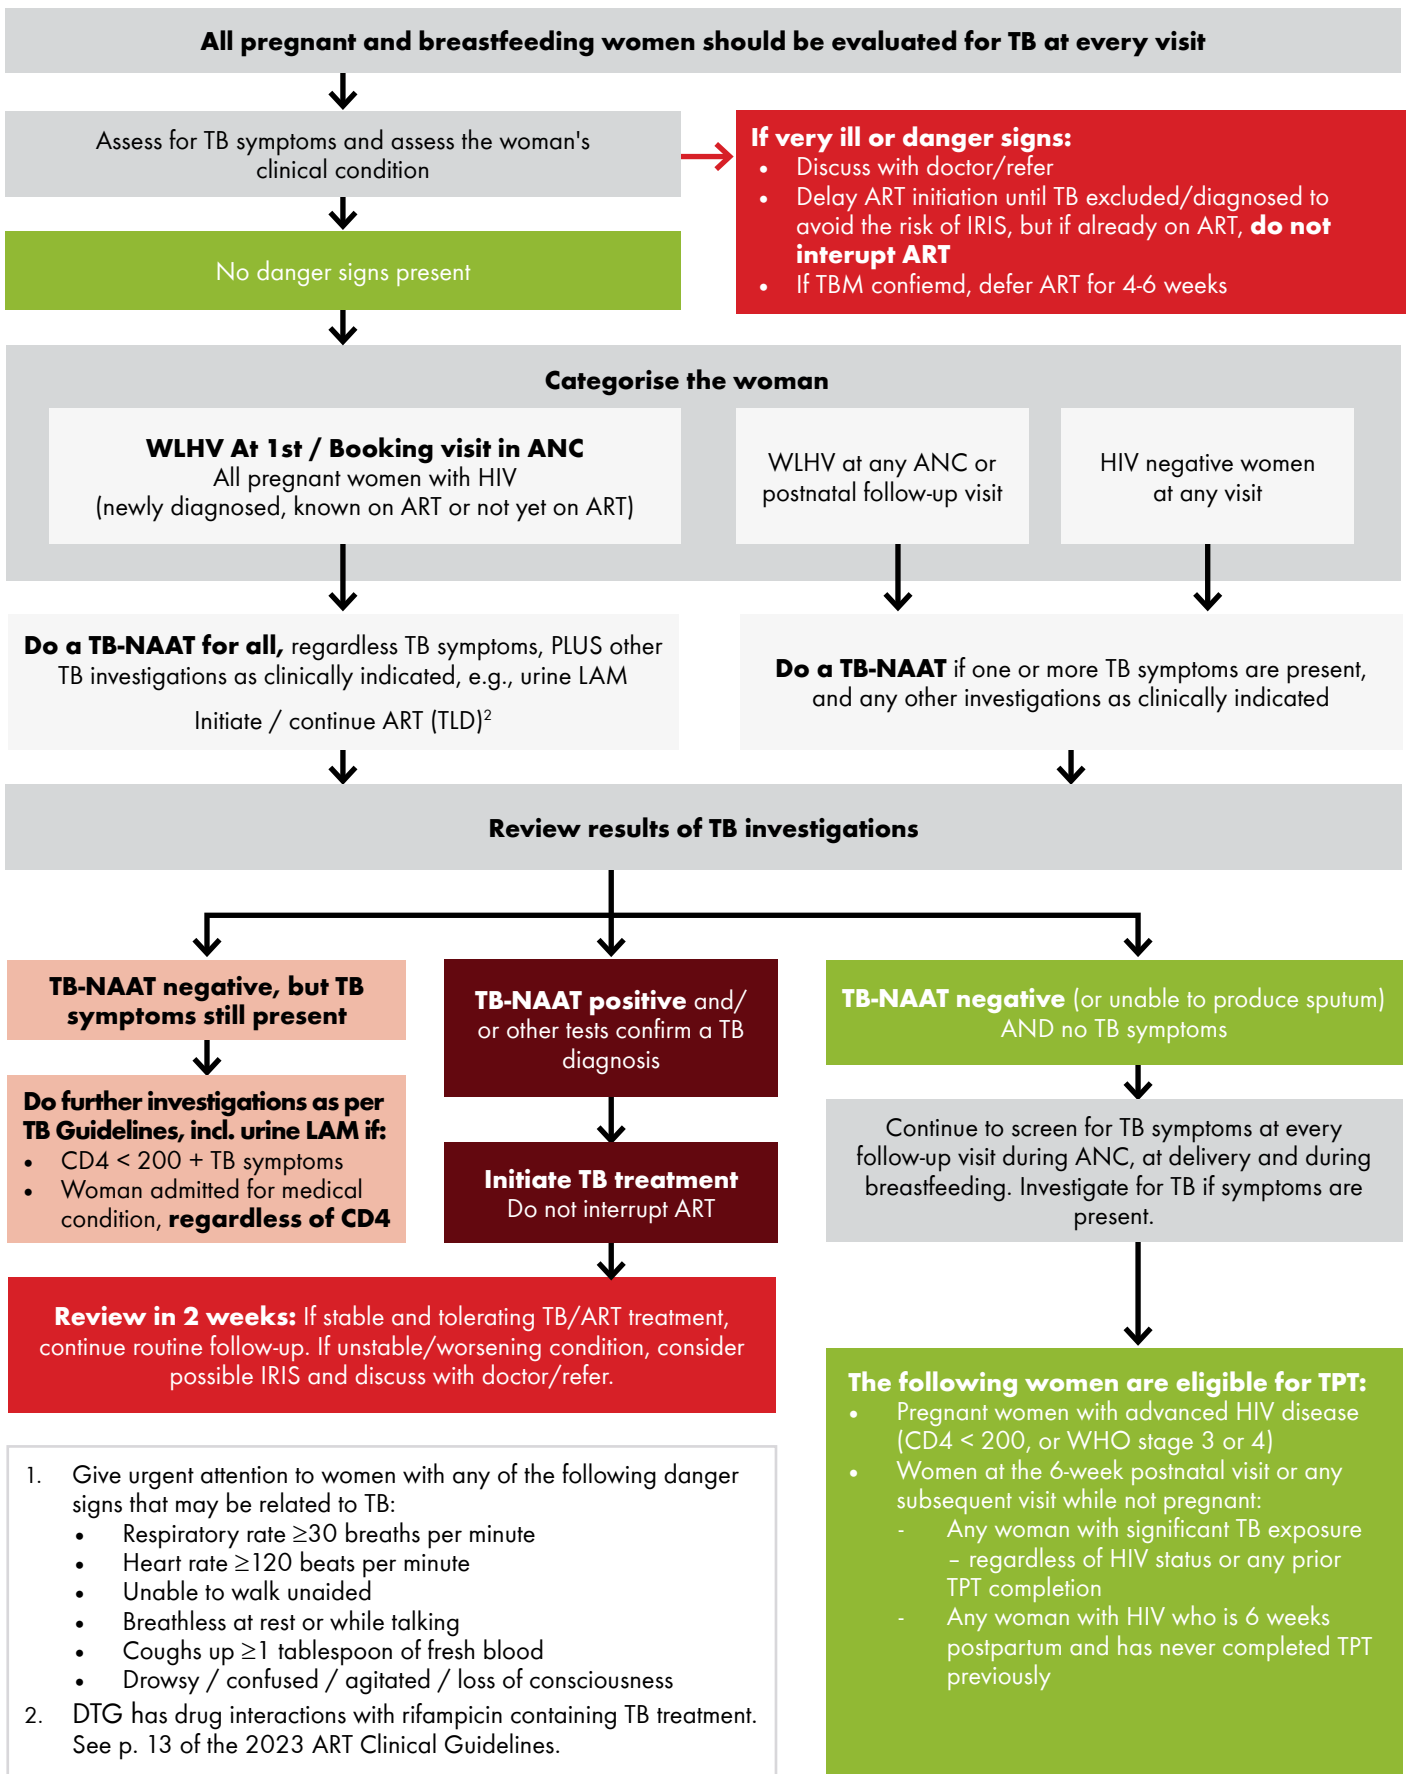 All pregnant and breastfeeding women should be evaluated for TB at every visit
Assess for TB symptoms and assess the woman's
clinical condition
If very ill or danger signs:
• Discuss with doctor/refer
• Delay ART initiation until TB excluded/diagnosed to
avoid the risk of IRIS, but if already on ART, do not
interupt ART
• If TBM confiemd, defer ART for 4-6 weeks
No danger signs present
Categorise the woman
WLHV At 1st / Booking visit in ANC
All pregnant women with HIV
(newly diagnosed, known on ART or not yet on ART)
WLHV at any ANC or
postnatal follow-up visit
HIV negative women
at any visit
Do a TB-NAAT for all, regardless TB symptoms, PLUS other
TB investigations as clinically indicated, e.g., urine LAM
Initiate / continue ART (TLD)²
Do a TB-NAAT if one or more TB symptoms are present,
and any other investigations as clinically indicated
Review results of TB investigations
TB-NAAT negative, but TB
symptoms still present
Do further investigations as per
TB Guidelines, incl. urine LAM if:
• CD4 < 200 + TB symptoms
• Woman admitted for medical
condition, regardless of CD4
TB-NAAT positive and/
or other tests confirm a TB
diagnosis
Initiate TB treatment
Do not interrupt ART
Review in 2 weeks: If stable and tolerating TB/ART treatment,
continue routine follow-up. If unstable/worsening condition, consider
possible IRIS and discuss with doctor/refer.
TB-NAAT negative (or unable to produce sputum)
AND no TB symptoms
Continue to screen for TB symptoms at every
follow-up visit during ANC, at delivery and during
breastfeeding. Investigate for TB if symptoms are
present.
The following women are eligible for TPT:
• Pregnant women with advanced HIV disease
(CD4 < 200, or WHO stage 3 or 4)
• Women at the 6-week postnatal visit or any
subsequent visit while not pregnant:
- Any woman with significant TB exposure
– regardless of HIV status or any prior
TPT completion
- Any woman with HIV who is 6 weeks
postpartum and has never completed TPT
previously
1. Give urgent attention to women with any of the following danger
signs that may be related to TB:
• Respiratory rate ≥30 breaths per minute
• Heart rate ≥120 beats per minute
• Unable to walk unaided
• Breathless at rest or while talking
• Coughs up ≥1 tablespoon of fresh blood
• Drowsy / confused / agitated / loss of consciousness
2. DTG has drug interactions with rifampicin containing TB treatment.
See p. 13 of the 2023 ART Clinical Guidelines.